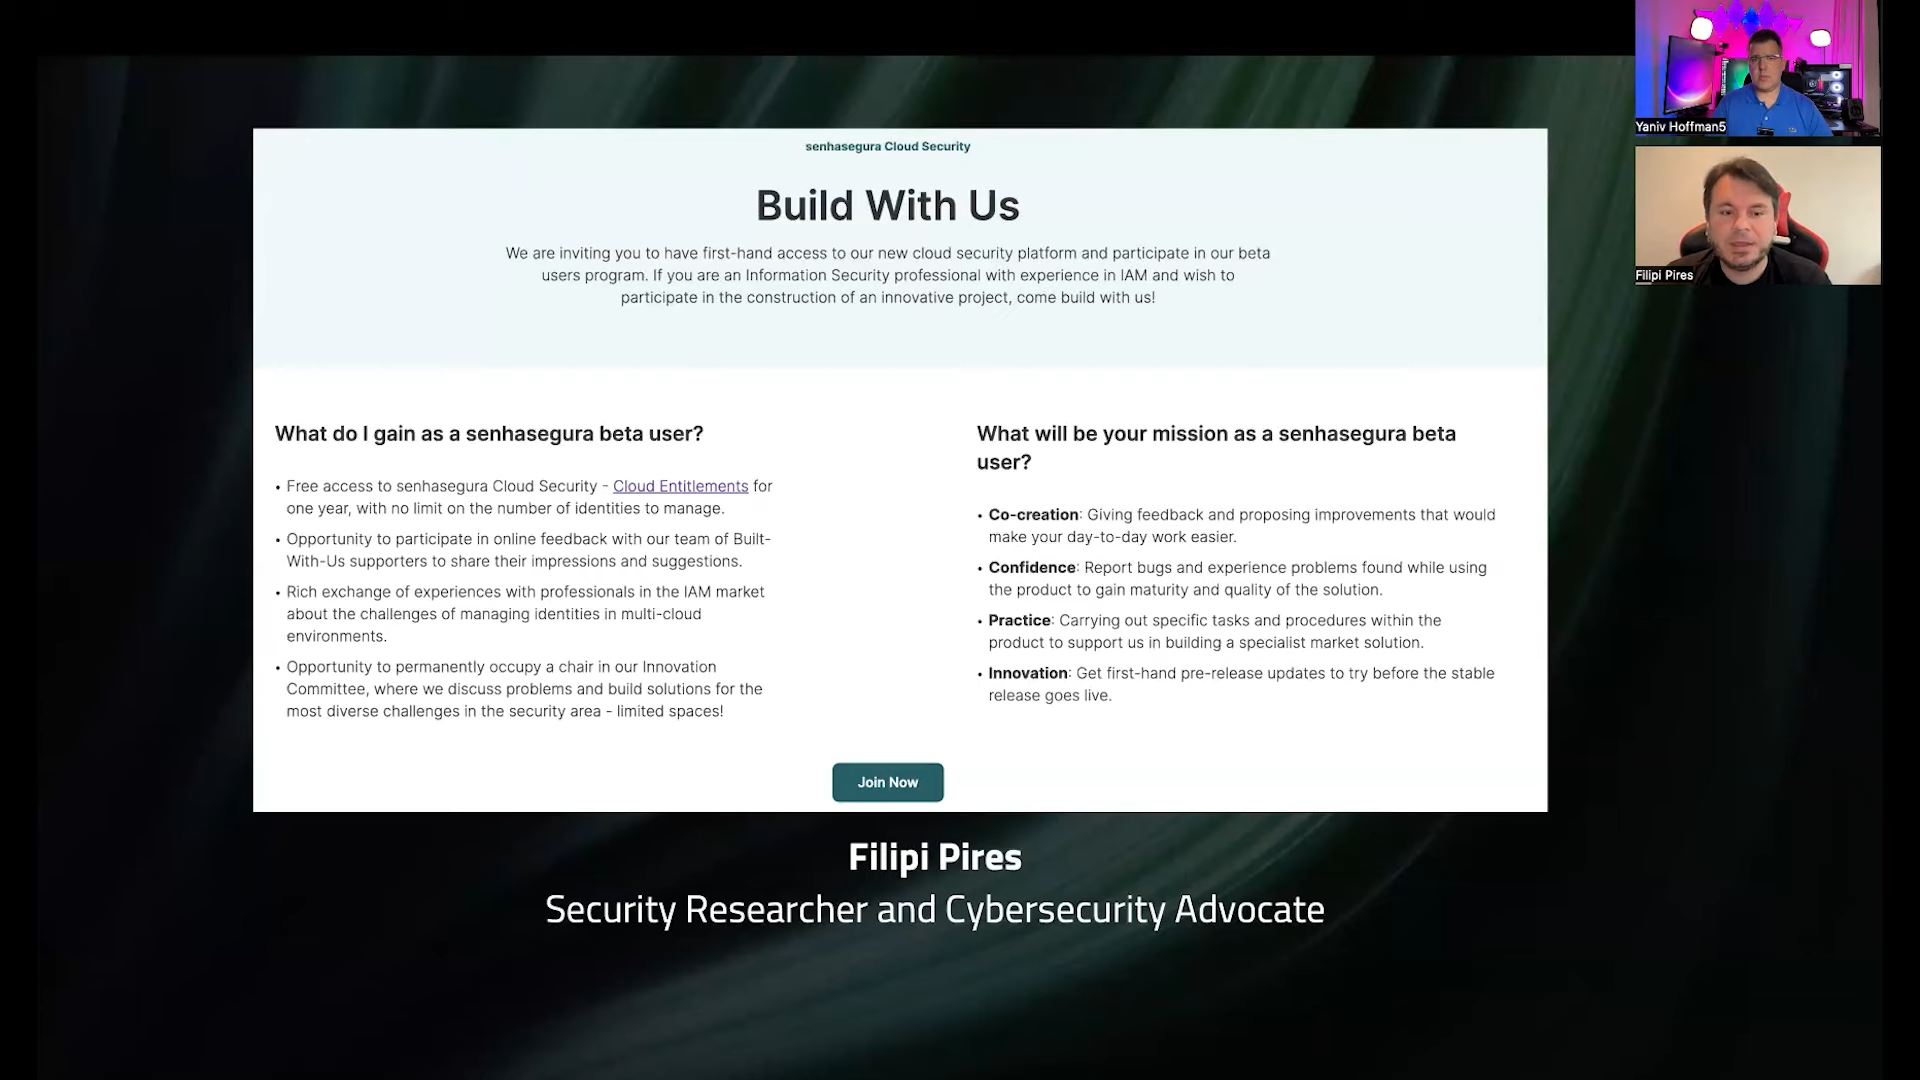 senhasegura Cloud Security
Build With Us
We are inviting you to have first-hand access to our new cloud security platform and participate in our beta
users program. If you are an Information Security professional with experience in IAM and wish to
participate in the construction of an innovative project, come build with us!
What do I gain as a senhasegura beta user?
• Free access to senhasegura Cloud Security - Cloud Entitlements for
one year, with no limit on the number of identities to manage.
• Opportunity to participate in online feedback with our team of Built-
With-Us supporters to share their impressions and suggestions.
• Rich exchange of experiences with professionals in the IAM market
about the challenges of managing identities in multi-cloud
environments.
• Opportunity to permanently occupy a chair in our Innovation
Committee, where we discuss problems and build solutions for the
most diverse challenges in the security area - limited spaces!
What will be your mission as a senhasegura beta
user?
• Co-creation: Giving feedback and proposing improvements that would
make your day-to-day work easier.
• Confidence: Report bugs and experience problems found while using
the product to gain maturity and quality of the solution.
• Practice: Carrying out specific tasks and procedures within the
product to support us in building a specialist market solution.
• Innovation: Get first-hand pre-release updates to try before the stable
release goes live.
Join Now
Filipi Pires
Security Researcher and Cybersecurity Advocate
Yaniv Hoffman5
Filipi Pires